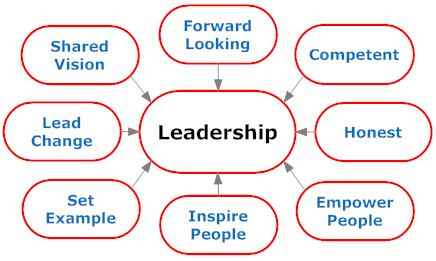 Forward
Looking
Shared
Vision
Competent
Lead
Change
Leadership
Honest
Set
Example
Inspire
People
Empower
People